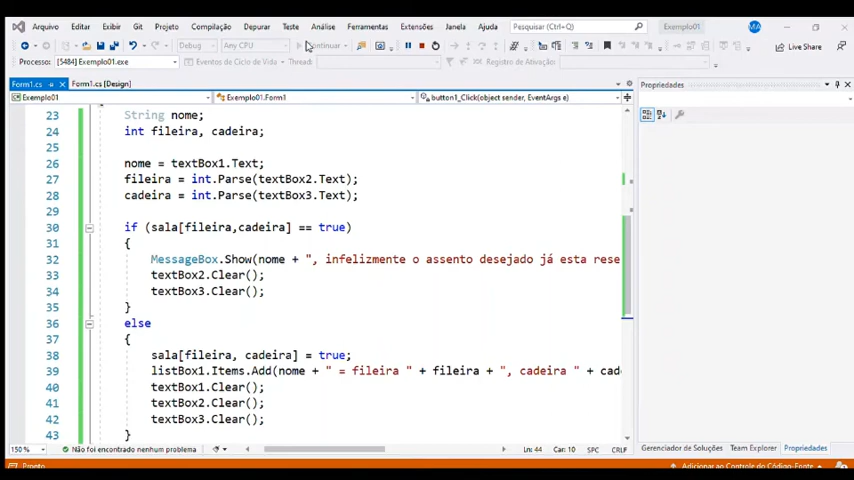 Arquivo Editar Exibir Git Projeto Compilação Depurar Teste Análise Ferramentas Extensões Janela Ajuda Pesquisar (Ctrl+Q) Exemplo01 MA
Debug Any CPU Continuar Live Share
Processo: [5484] Exemplo01.exe Eventos de Ciclo de Vida Thread: Registro de Ativação:
Form1.cs Form1.cs [Design] Propriedades
Exemplo01 Exemplo01.Form1 button1_Click(object sender, EventArgs e)
23 String nome;
24 int fileira, cadeira;
25
26 nome = textBox1.Text;
27 fileira = int.Parse(textBox2.Text);
28 cadeira = int.Parse(textBox3.Text);
29
30 if (sala[fileira,cadeira] == true)
31 {
32 MessageBox.Show(nome + ", infelizmente o assento desejado já esta rese
33 textBox2.Clear();
34 textBox3.Clear();
35 }
36 else
37 {
38 sala[fileira, cadeira] = true;
39 listBox1.Items.Add(nome + " = fileira " + fileira + ", cadeira " + cad
40 textBox1.Clear();
41 textBox2.Clear();
42 textBox3.Clear();
43 }
150 % Não foi encontrado nenhum problema Ln: 44 Car: 10 SPC CRLF
Gerenciador de Soluções Team Explorer Propriedades
Pronto Adicionar ao Controle do Código-Fonte